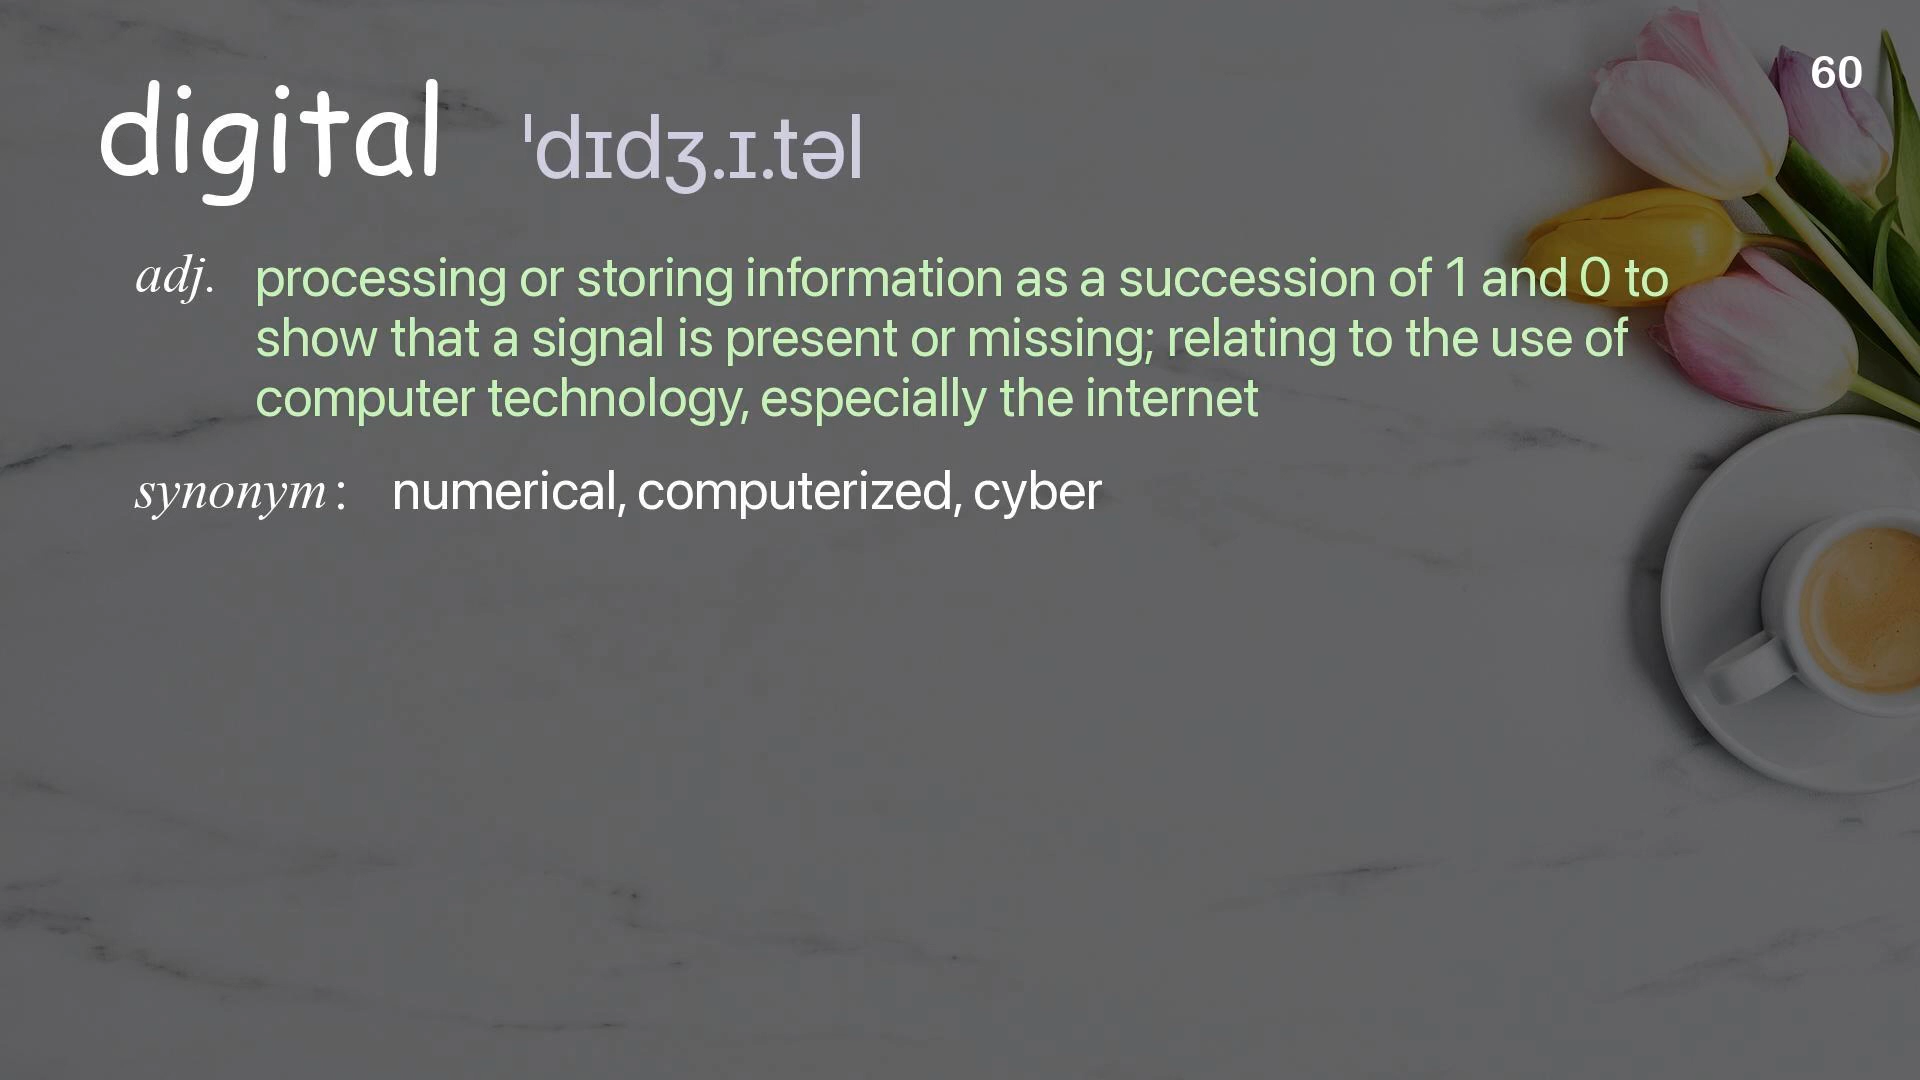 60
digital ˈdɪdʒ.ɪ.təl
adj. processing or storing information as a succession of 1 and 0 to
show that a signal is present or missing; relating to the use of
computer technology, especially the internet
synonym: numerical, computerized, cyber